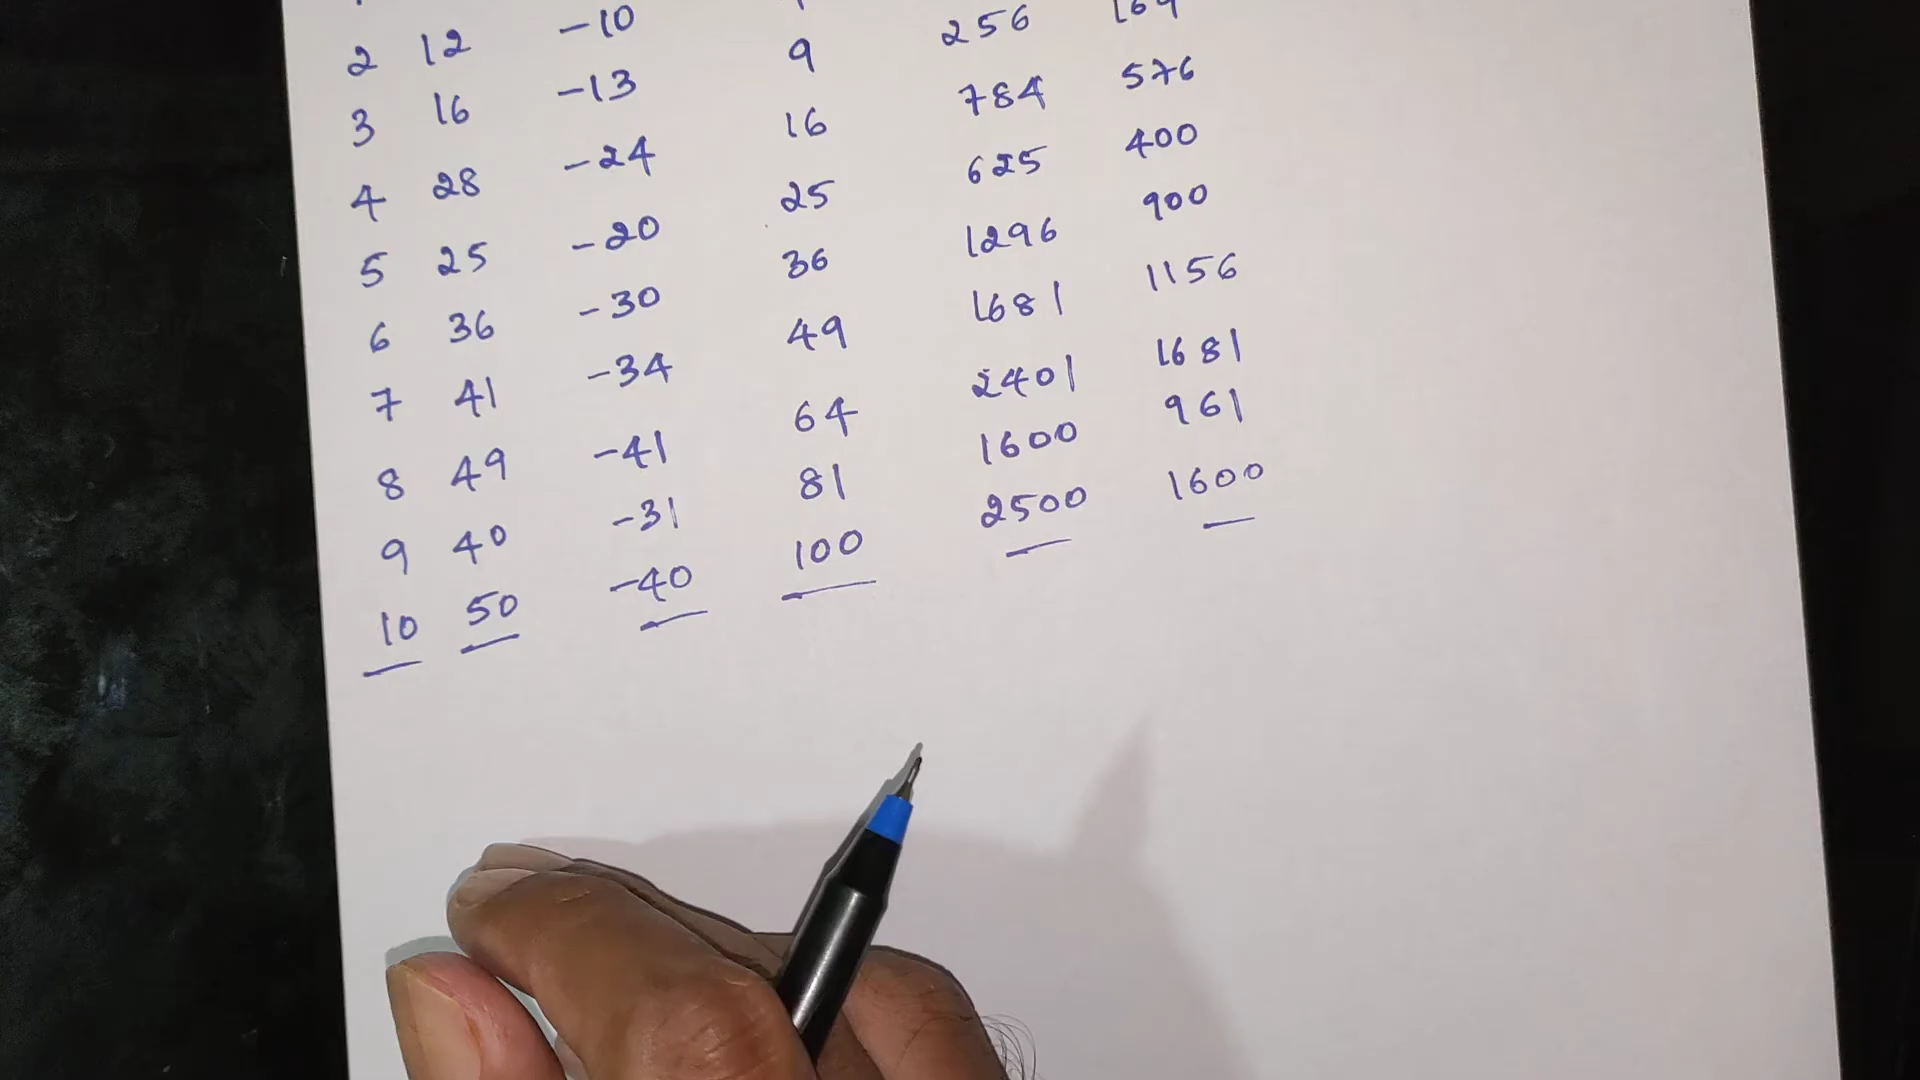 2 12 -10 9 256 169
3 16 -13 16 784 576
4 28 -24 25 625 400
5 25 -20 36 1296 900
6 36 -30 49 1681 1156
7 41 -34 64 2401 1681
8 49 -41 81 1600 961
9 40 -31 100 2500 1600
10 50 -40